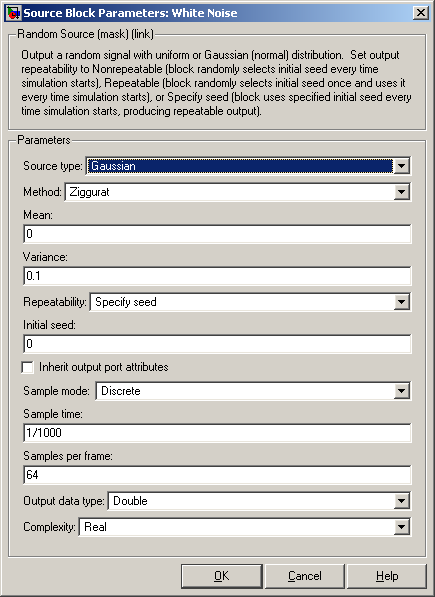 Source Block Parameters: White Noise
Random Source (mask) (link)
Output a random signal with uniform or Gaussian (normal) distribution. Set output
repeatability to Nonrepeatable (block randomly selects initial seed every time
simulation starts), Repeatable (block randomly selects initial seed once and uses it
every time simulation starts), or Specify seed (block uses specified initial seed every
time simulation starts, producing repeatable output).
Parameters
Source type: Gaussian
Method: Ziggurat
Mean:
0
Variance:
0.1
Repeatability: Specify seed
Initial seed:
0
Inherit output port attributes
Sample mode: Discrete
Sample time:
1/1000
Samples per frame:
64
Output data type: Double
Complexity: Real
OK Cancel Help